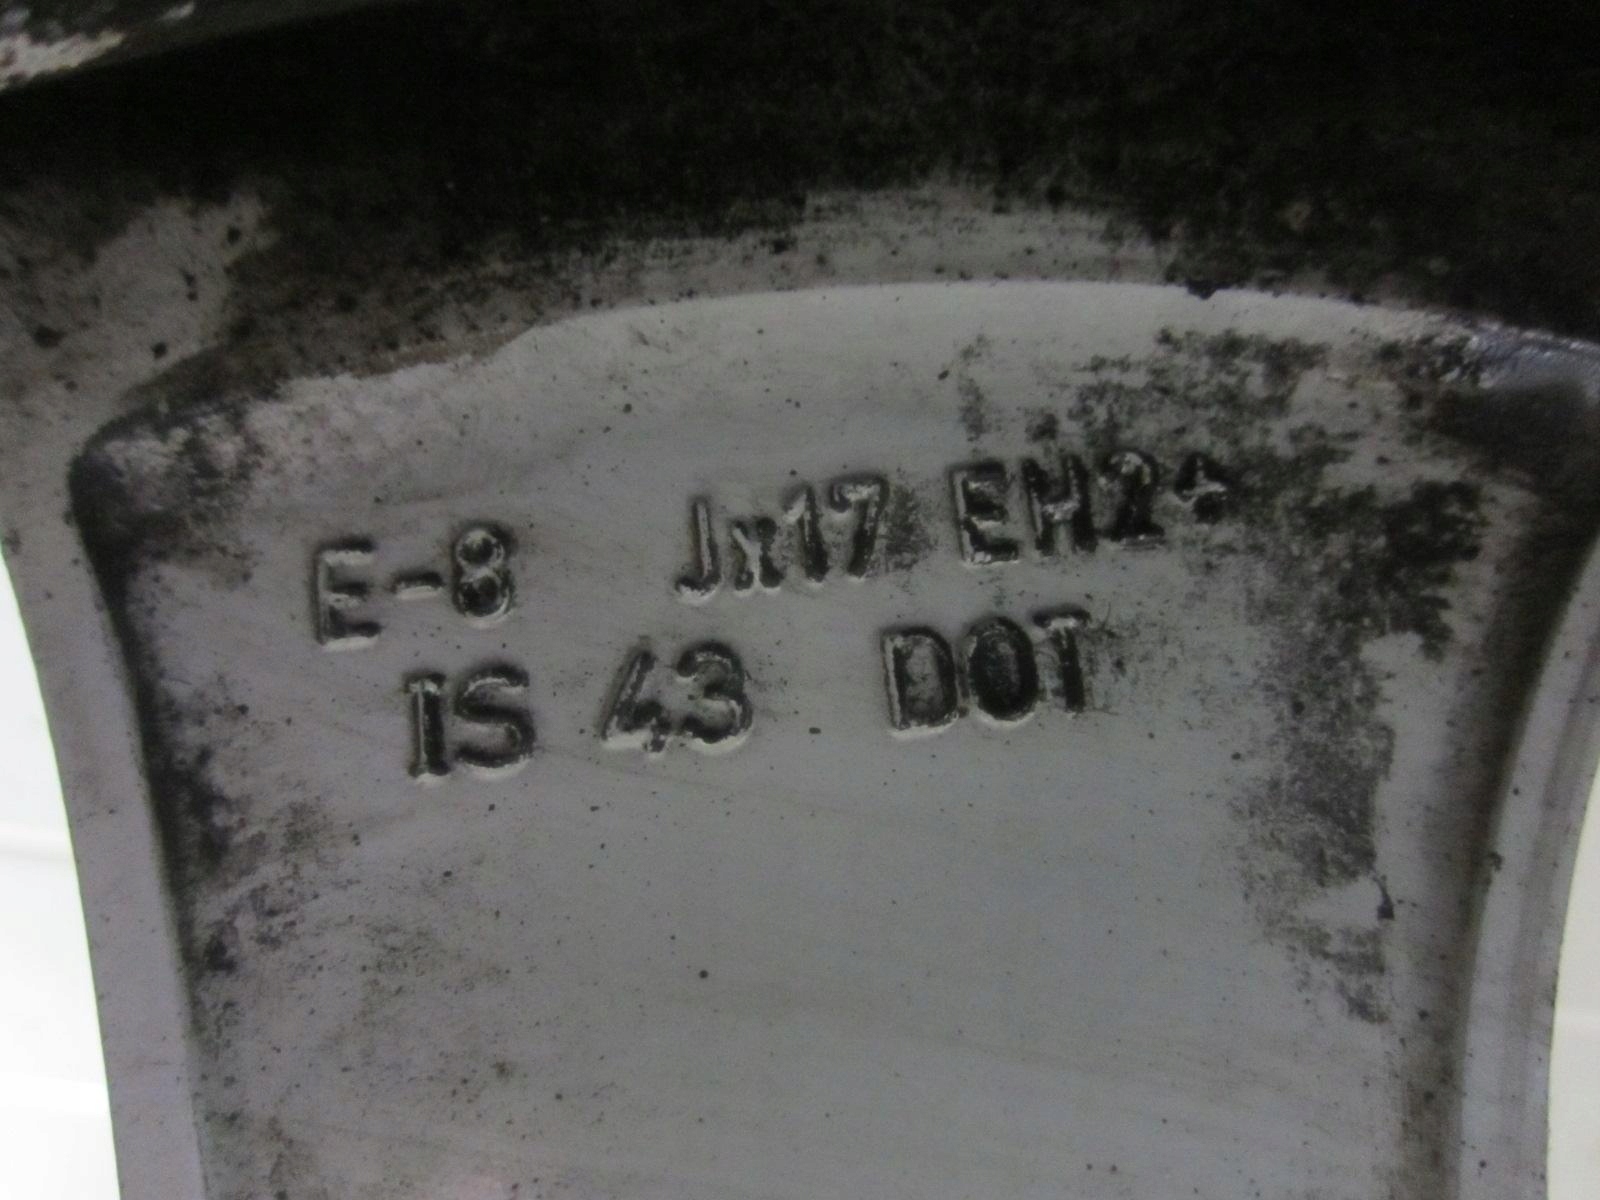 E-8 Jx17 EH2+
IS 43 DOT